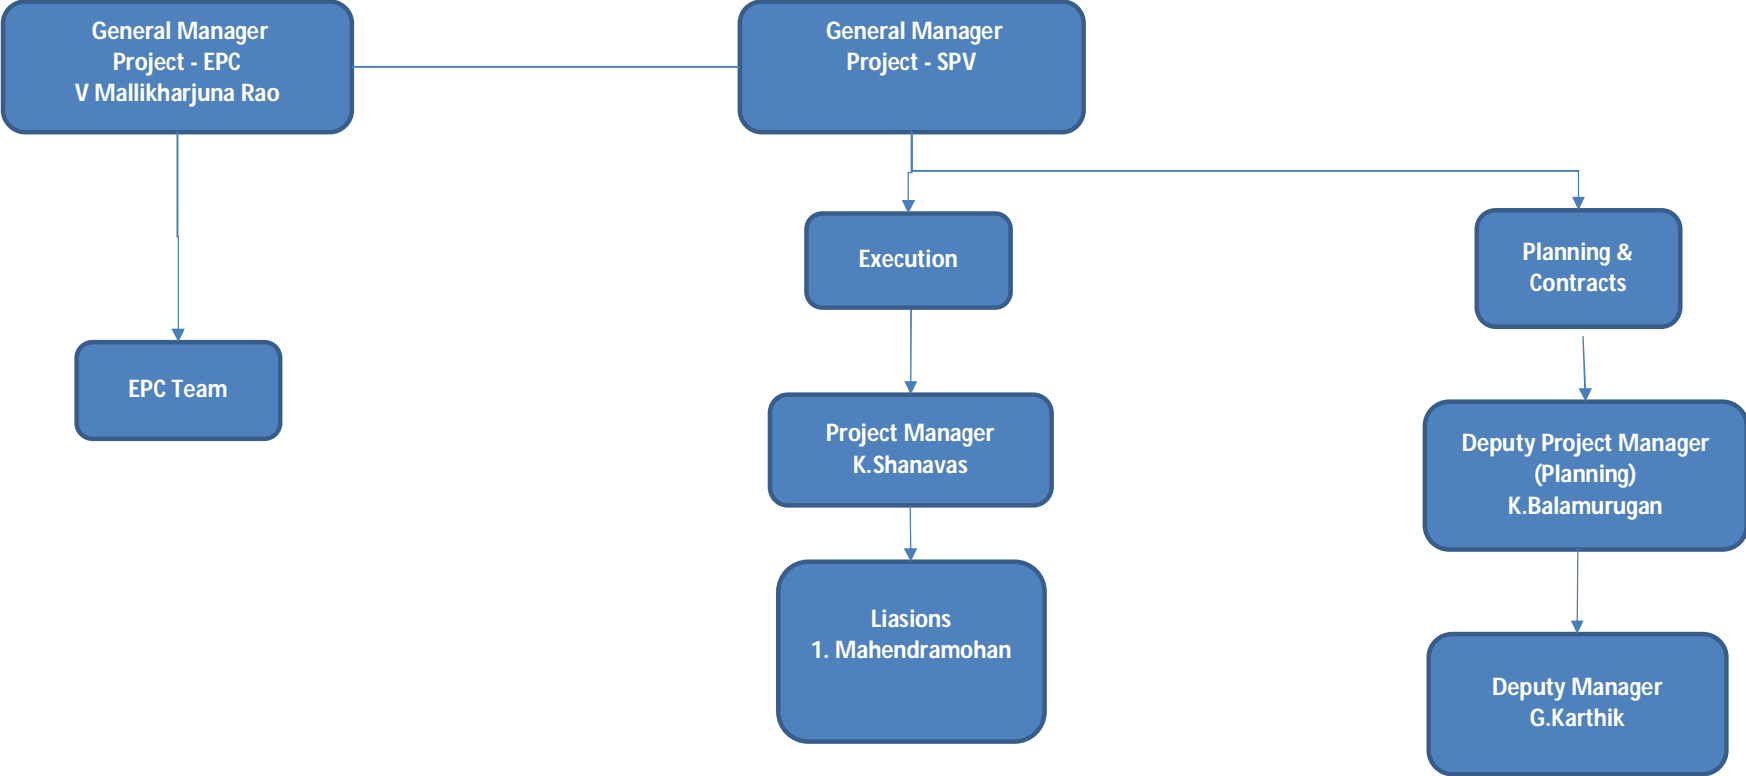 General Manager
Project - EPC
V Mallikharjuna Rao
General Manager
Project - SPV
Execution
Planning &
Contracts
EPC Team
Project Manager
K.Shanavas
Deputy Project Manager
(Planning)
K.Balamurugan
Liasions
1. Mahendramohan
Deputy Manager
G.Karthik